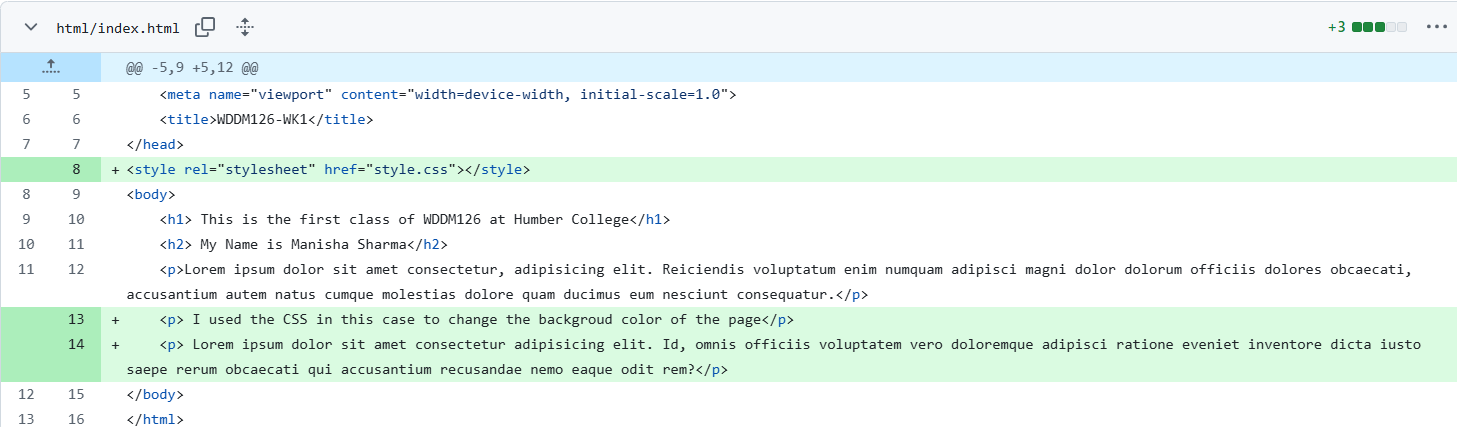 html/index.html +3
@@ -5,9 +5,12 @@
5 5 <meta name="viewport" content="width=device-width, initial-scale=1.0">
6 6 <title>WDDM126-WK1</title>
7 7 </head>
8 + <style rel="stylesheet" href="style.css"></style>
8 9 <body>
9 10 <h1> This is the first class of WDDM126 at Humber College</h1>
10 11 <h2> My Name is Manisha Sharma</h2>
11 12 <p>Lorem ipsum dolor sit amet consectetur, adipisicing elit. Reiciendis voluptatum enim numquam adipisci magni dolor dolorum officiis dolores obcaecati,
accusantium autem natus cumque molestias dolore quam ducimus eum nesciunt consequatur.</p>
13 + <p> I used the CSS in this case to change the backgroud color of the page</p>
14 + <p> Lorem ipsum dolor sit amet consectetur adipisicing elit. Id, omnis officiis voluptatem vero doloremque adipisci ratione eveniet inventore dicta iusto
saepe rerum obcaecati qui accusantium recusandae nemo eaque odit rem?</p>
12 15 </body>
13 16 </html>